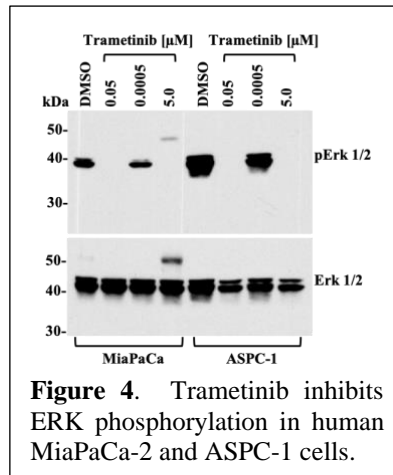 Trametinib [µM] Trametinib [µM]
kDa DMSO 0.05 0.0005 5.0 DMSO 0.05 0.0005 5.0
50-
40- pErk 1/2
30-
50- Erk 1/2
40-
30-
MiaPaCa ASPC-1
Figure 4. Trametinib inhibits
ERK phosphorylation in human
MiaPaCa-2 and ASPC-1 cells.